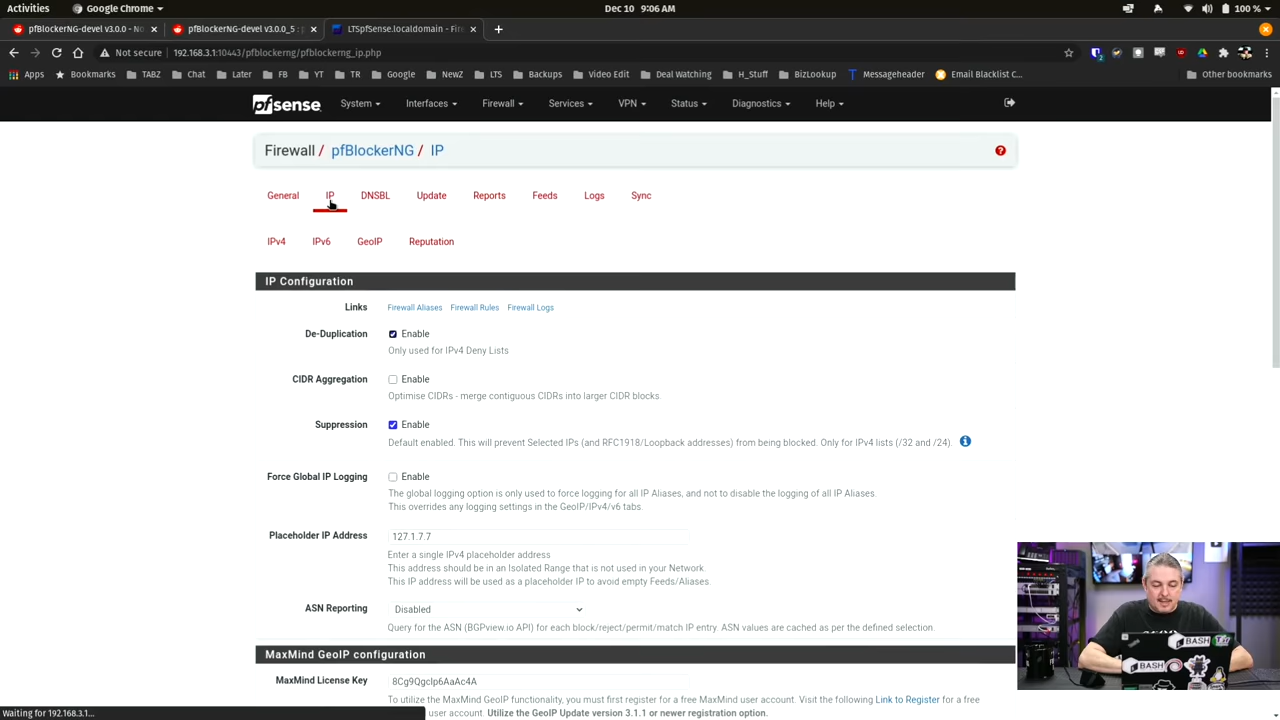 Activities
Google Chrome
Dec 10 9:06 AM
100 %
pfBlockerNG-devel v3.0.0 - No
pfBlockerNG-devel v3.0.0_5 : p
LTSpfSense.localdomain - Fire
Not secure
192.168.3.1:10443/pfblockerng/pfblockerng_ip.php
Apps
Bookmarks
TABZ
Chat
Later
FB
YT
TR
Google
NewZ
LTS
Backups
Video Edit
Deal Watching
H_Stuff
BizLookup
Messageheader
Email Blacklist C...
Other bookmarks
pfsense
System
Interfaces
Firewall
Services
VPN
Status
Diagnostics
Help
Firewall / pfBlockerNG / IP
General
IP
DNSBL
Update
Reports
Feeds
Logs
Sync
IPv4
IPv6
GeoIP
Reputation
IP Configuration
Links
Firewall Aliases Firewall Rules Firewall Logs
De-Duplication
Enable
Only used for IPv4 Deny Lists
CIDR Aggregation
Enable
Optimise CIDRs - merge contiguous CIDRs into larger CIDR blocks.
Suppression
Enable
Default enabled. This will prevent Selected IPs (and RFC1918/Loopback addresses) from being blocked. Only for IPv4 lists (/32 and /24).
Force Global IP Logging
Enable
The global logging option is only used to force logging for all IP Aliases, and not to disable the logging of all IP Aliases.
This overrides any logging settings in the GeoIP/IPv4/v6 tabs.
Placeholder IP Address
127.1.7.7
Enter a single IPv4 placeholder address
This address should be in an Isolated Range that is not used in your Network.
This IP address will be used as a placeholder IP to avoid empty Feeds/Aliases.
ASN Reporting
Disabled
Query for the ASN (BGPview.io API) for each block/reject/permit/match IP entry. ASN values are cached as per the defined selection.
MaxMind GeoIP configuration
MaxMind License Key
8Cg9Qgclp6AaAc4A
To utilize the MaxMind GeoIP functionality, you must first register for a free MaxMind user account. Visit the following Link to Register for a free
user account. Utilize the GeoIP Update version 3.1.1 or newer registration option.
Waiting for 192.168.3.1...
BASH
BASH